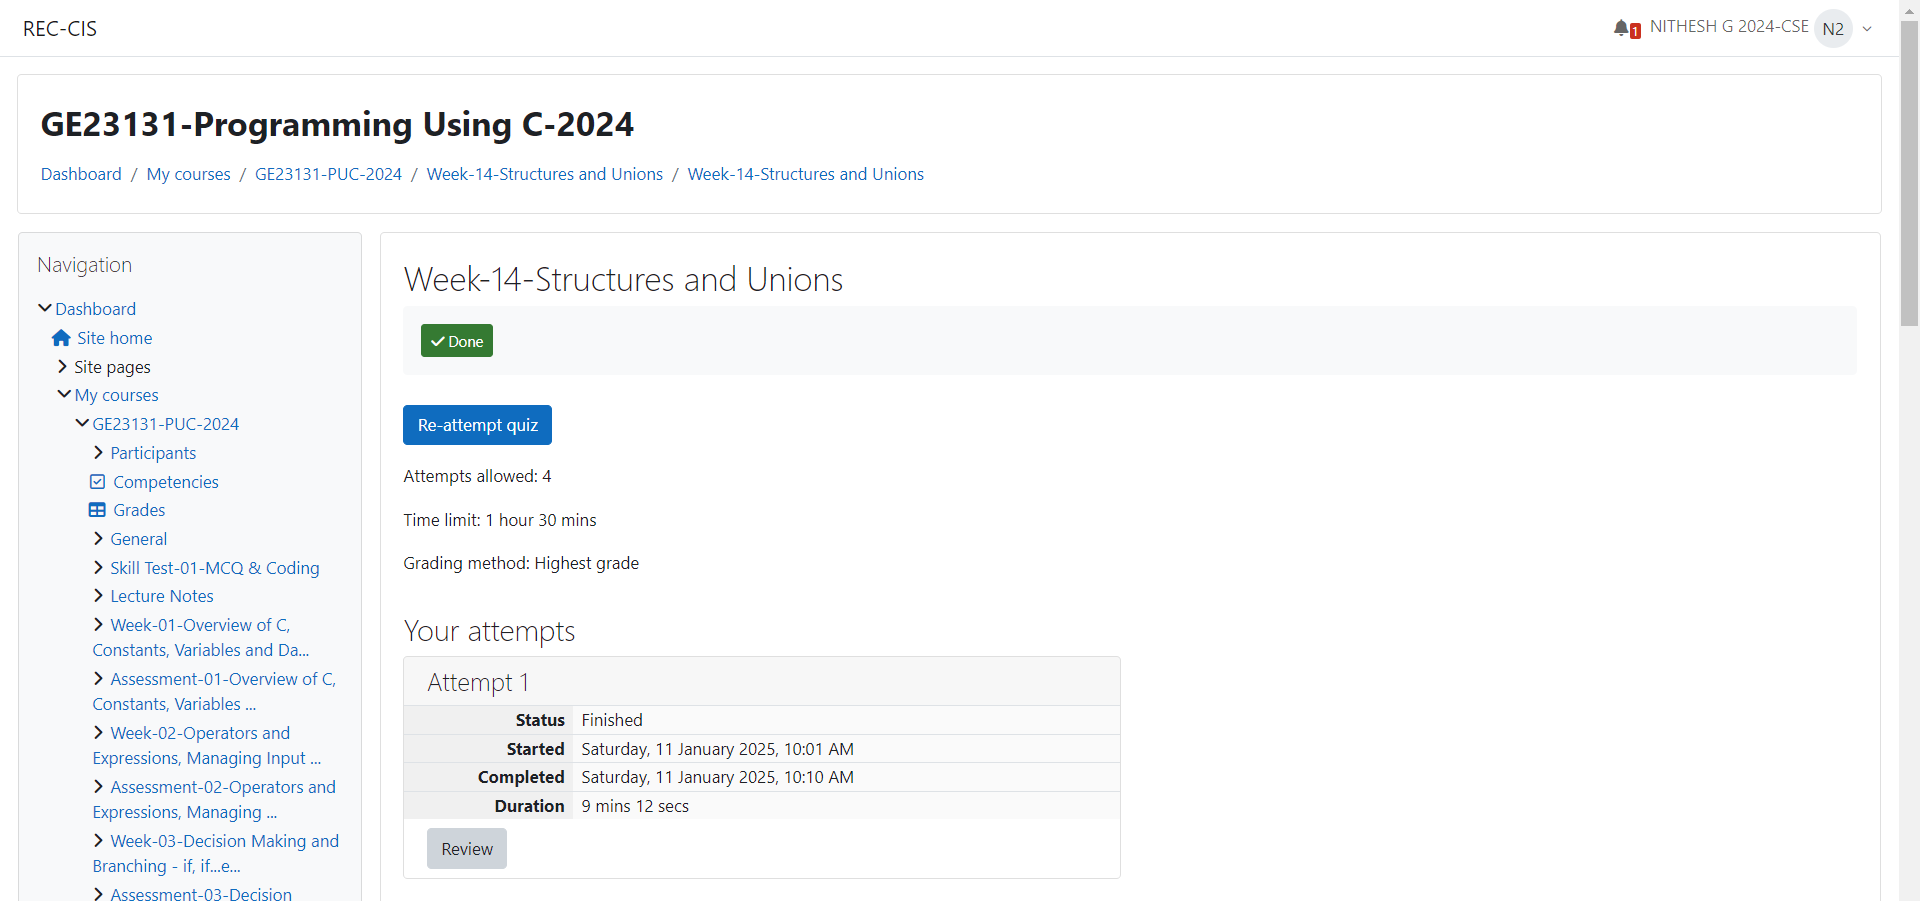 REC-CIS
1
NITHESH G 2024-CSE
N2
GE23131-Programming Using C-2024
Dashboard / My courses / GE23131-PUC-2024 / Week-14-Structures and Unions / Week-14-Structures and Unions
Navigation
Dashboard
Site home
Site pages
My courses
GE23131-PUC-2024
Participants
Competencies
Grades
General
Skill Test-01-MCQ & Coding
Lecture Notes
Week-01-Overview of C,
Constants, Variables and Da...
Assessment-01-Overview of C,
Constants, Variables ...
Week-02-Operators and
Expressions, Managing Input ...
Assessment-02-Operators and
Expressions, Managing ...
Week-03-Decision Making and
Branching - if, if...e...
Assessment-03-Decision
Week-14-Structures and Unions
Done
Re-attempt quiz
Attempts allowed: 4
Time limit: 1 hour 30 mins
Grading method: Highest grade
Your attempts
Attempt 1
Status Finished
Started Saturday, 11 January 2025, 10:01 AM
Completed Saturday, 11 January 2025, 10:10 AM
Duration 9 mins 12 secs
Review